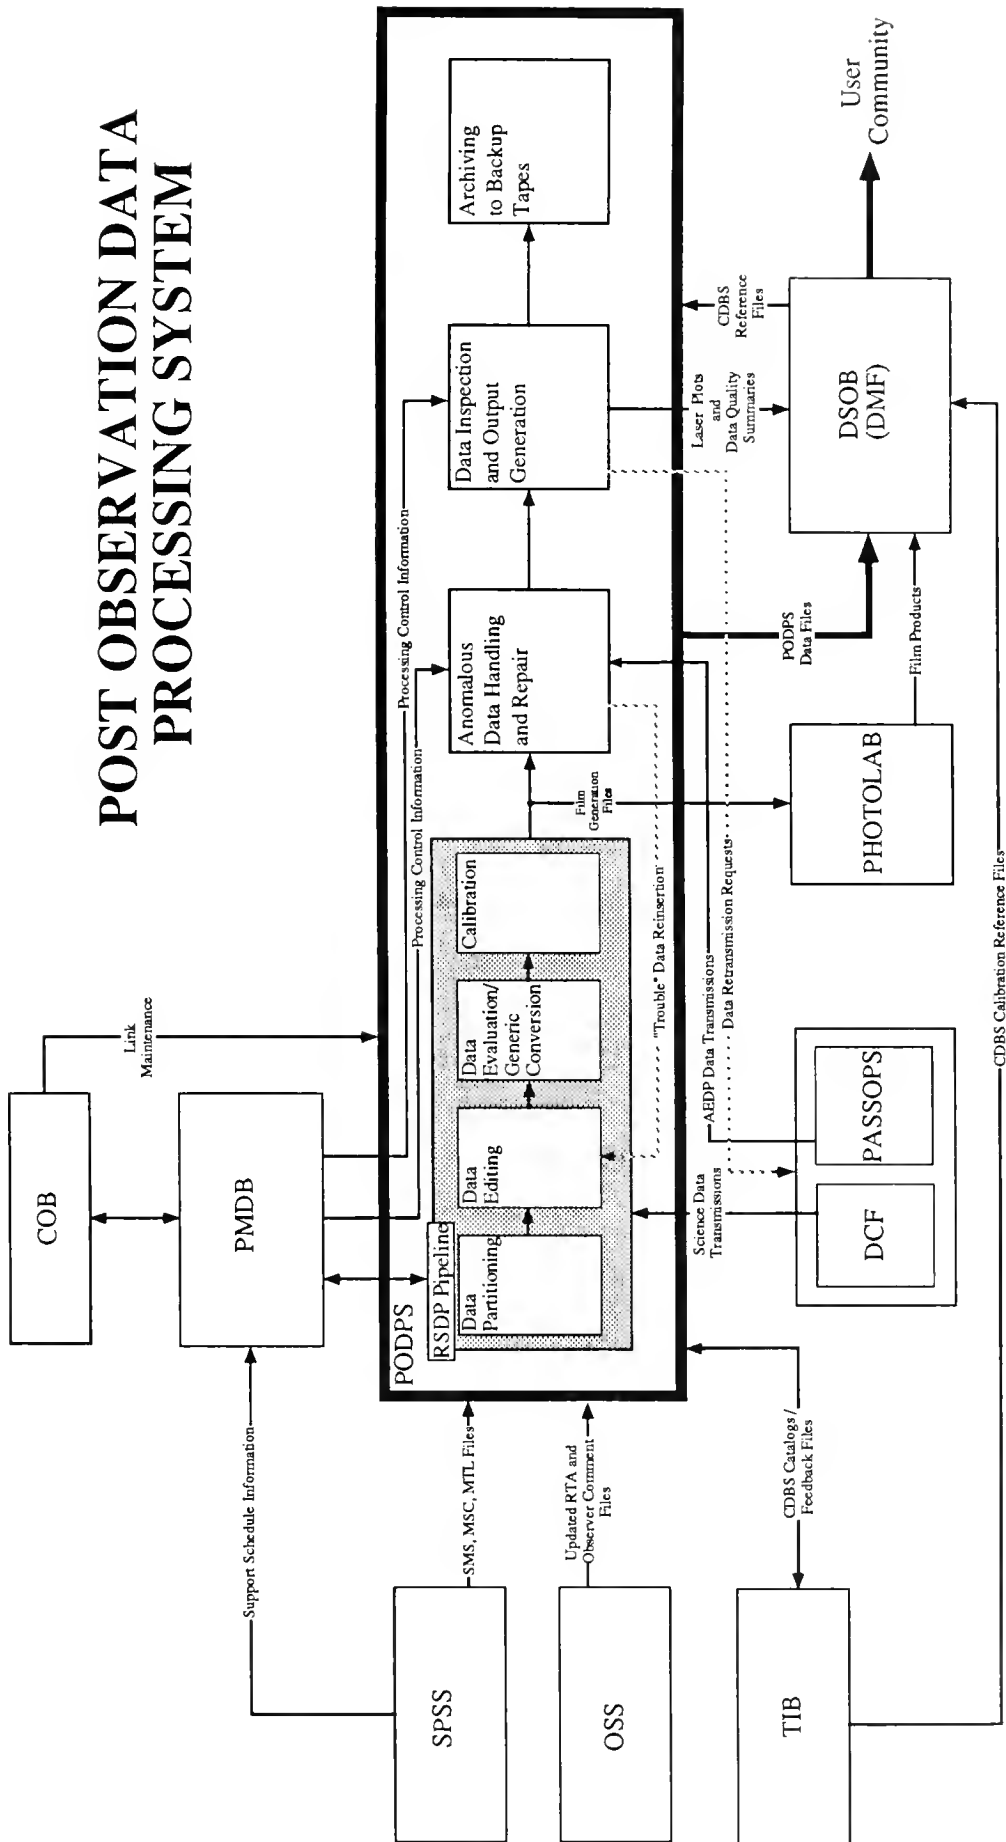 POST OBSERVATION DATA
PROCESSING SYSTEM
COB
Link
Maintenance
PMDB
Support Schedule Information
Processing Control Information
Processing Control Information
SPSS
SMS, MSC, MTL Files
OSS
Updated RTA and
Observer Comment
Files
TIB
CDBS Catalogs /
Feedback Files
PODPS
RSDP Pipeline
Data
Partitioning
Data
Editing
Data
Evaluation/
Generic
Conversion
Calibration
Anomalous
Data Handling
and Repair
Data Inspection
and Output
Generation
Archiving
to Backup
Tapes
Film
Generation
Files
"Trouble" Data Reinsertion
Science Data
Transmissions
AEDP Data Transmissions
Data Retransmission Requests
DCF
PASSOPS
PHOTOLAB
Film Products
PODPS
Data Files
Laser Plots
and
Data Quality
Summaries
CDBS
Reference
Files
DSOB
(DMF)
User
Community
CDBS Calibration Reference Files